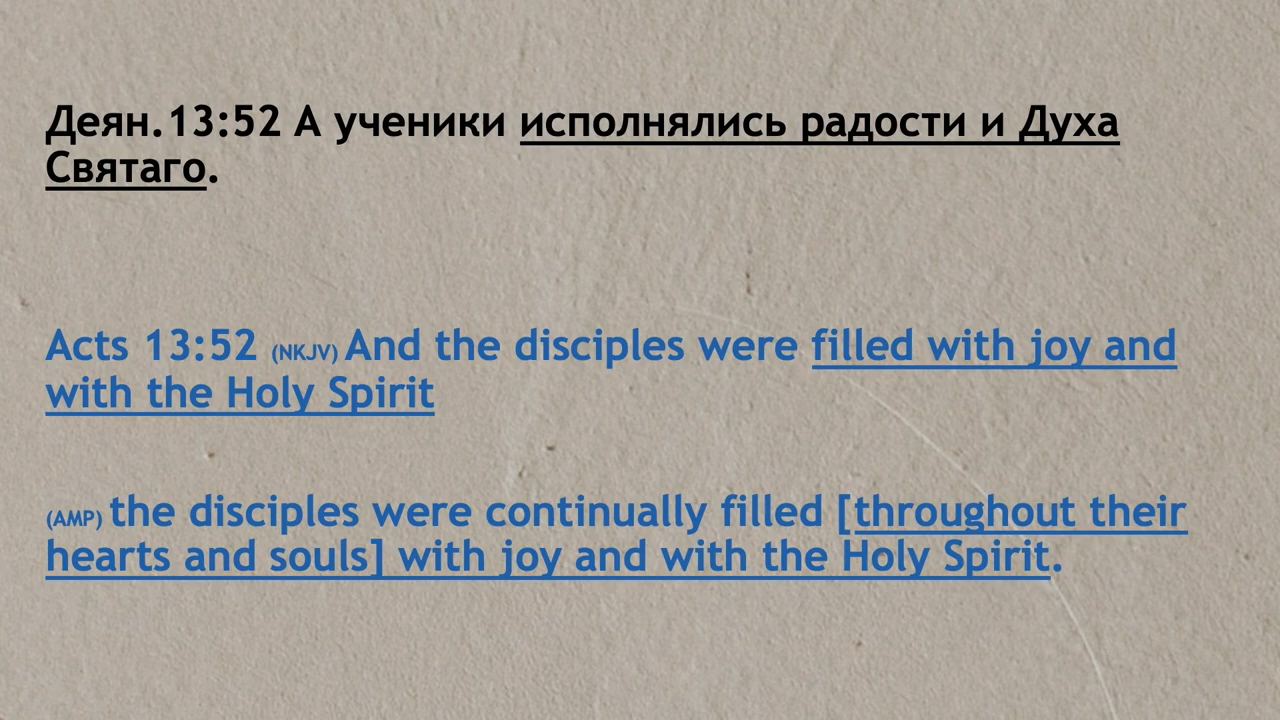 Деян.13:52 А ученики исполнялись радости и Духа
Святаго.
Acts 13:52 (NKJV) And the disciples were filled with joy and
with the Holy Spirit
(AMP) the disciples were continually filled [throughout their
hearts and souls] with joy and with the Holy Spirit.